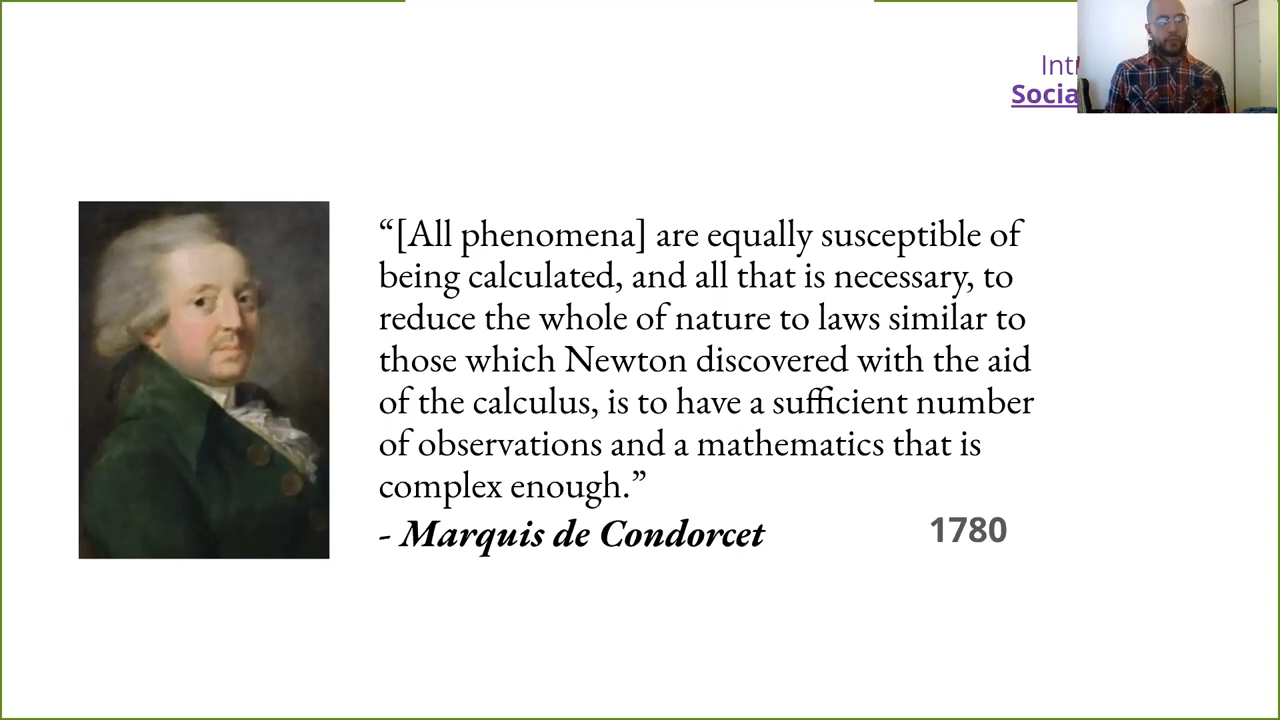 Socia
“[All phenomena] are equally susceptible of
being calculated, and all that is necessary, to
reduce the whole of nature to laws similar to
those which Newton discovered with the aid
of the calculus, is to have a sufficient number
of observations and a mathematics that is
complex enough.”
- Marquis de Condorcet
1780